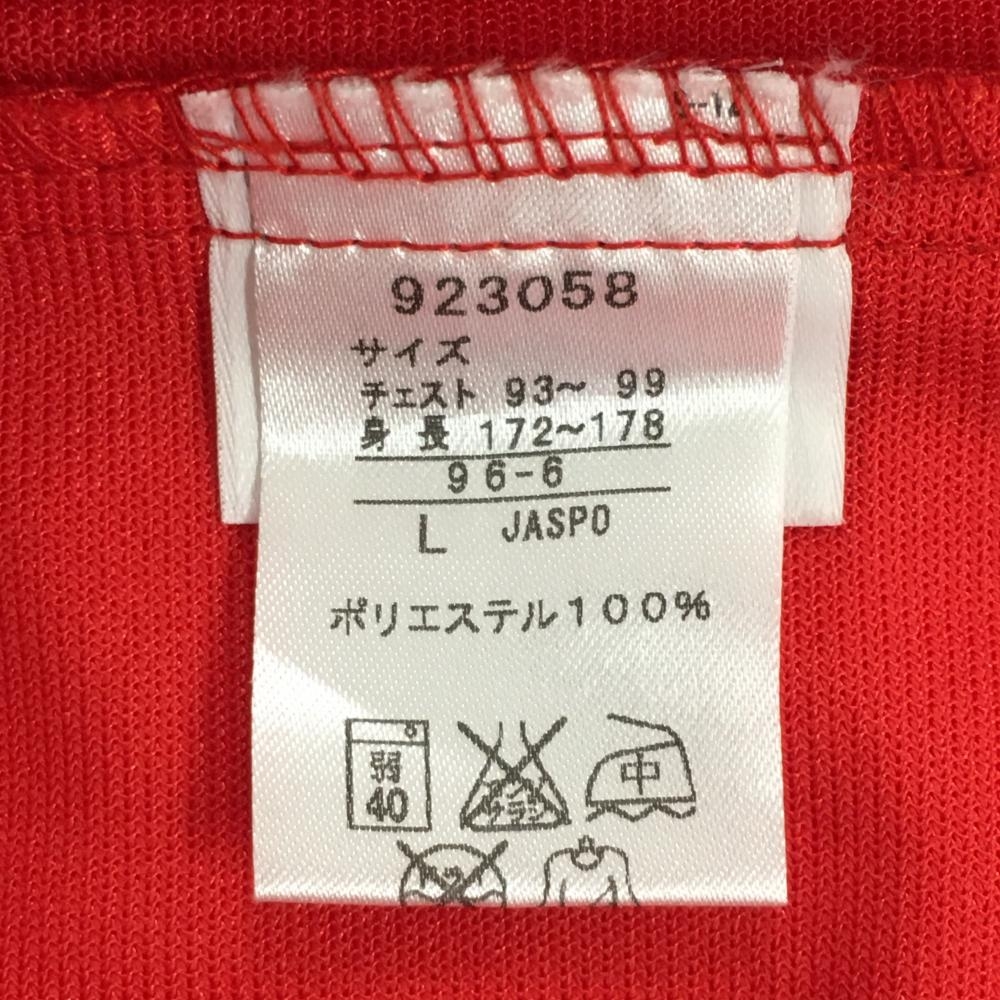 923058
サイズ
チェスト 93～ 99
身 長 172～178
96-6
L JASPO
ポリエステル100%
弱
40
中